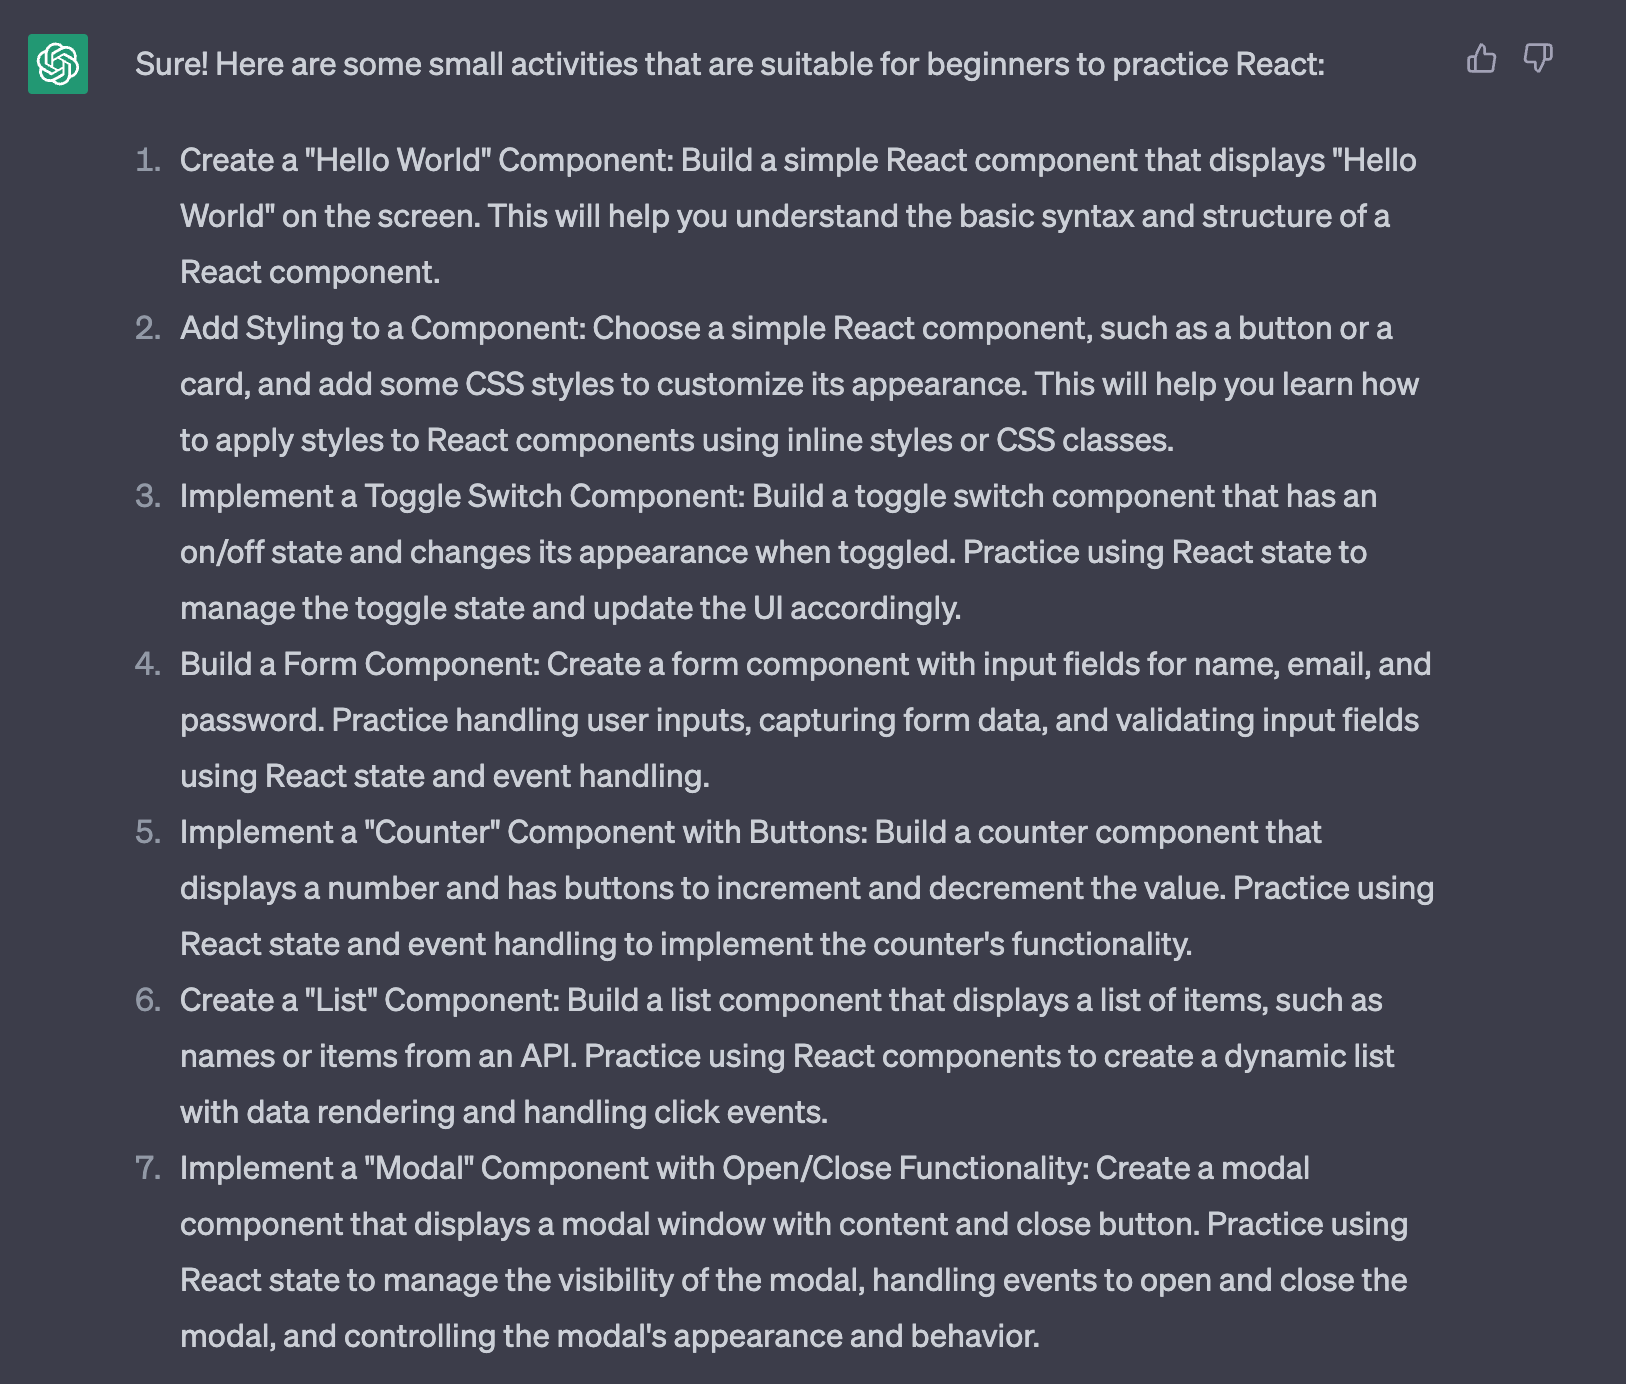 Sure! Here are some small activities that are suitable for beginners to practice React:
1. Create a "Hello World" Component: Build a simple React component that displays "Hello
World" on the screen. This will help you understand the basic syntax and structure of a
React component.
2. Add Styling to a Component: Choose a simple React component, such as a button or a
card, and add some CSS styles to customize its appearance. This will help you learn how
to apply styles to React components using inline styles or CSS classes.
3. Implement a Toggle Switch Component: Build a toggle switch component that has an
on/off state and changes its appearance when toggled. Practice using React state to
manage the toggle state and update the UI accordingly.
4. Build a Form Component: Create a form component with input fields for name, email, and
password. Practice handling user inputs, capturing form data, and validating input fields
using React state and event handling.
5. Implement a "Counter" Component with Buttons: Build a counter component that
displays a number and has buttons to increment and decrement the value. Practice using
React state and event handling to implement the counter's functionality.
6. Create a "List" Component: Build a list component that displays a list of items, such as
names or items from an API. Practice using React components to create a dynamic list
with data rendering and handling click events.
7. Implement a "Modal" Component with Open/Close Functionality: Create a modal
component that displays a modal window with content and close button. Practice using
React state to manage the visibility of the modal, handling events to open and close the
modal, and controlling the modal's appearance and behavior.